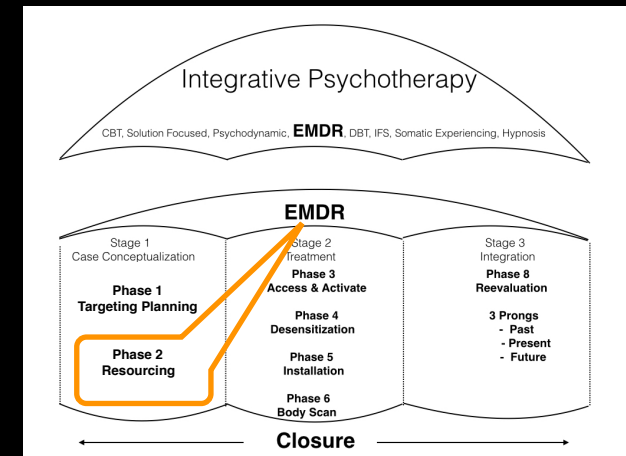 Integrative Psychotherapy
CBT, Solution Focused, Psychodynamic, EMDR, DBT, IFS, Somatic Experiencing, Hypnosis
EMDR
Stage 1
Case Conceptualization
Phase 1
Targeting Planning
Phase 2
Resourcing
Stage 2
Treatment
Phase 3
Access & Activate
Phase 4
Desensitization
Phase 5
Installation
Phase 6
Body Scan
Stage 3
Integration
Phase 8
Reevaluation
3 Prongs
- Past
- Present
- Future
Closure